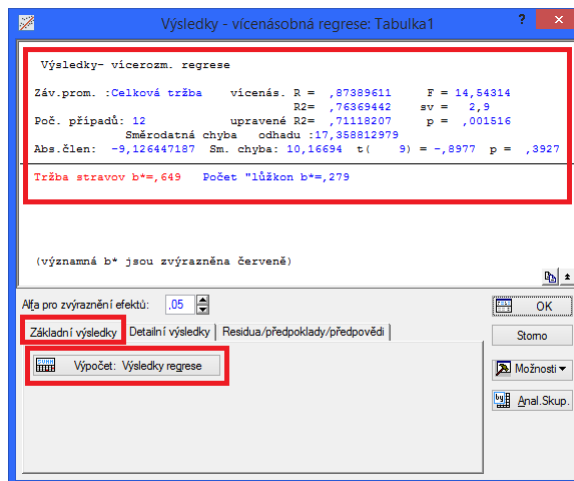 Výsledky - vícenásobná regrese: Tabulka1 ? ×
Výsledky- vícerozm. regrese
Záv.prom. :Celková tržba vícenás. R = ,87389611 F = 14,54314
R2= ,76369442 sv = 2,9
Poč. případů: 12 upravené R2= ,71118207 p = ,001516
Směrodatná chyba odhadu :17,358812979
Abs.člen: -9,126447187 Sm. chyba: 10,16694 t( 9) = -,8977 p = ,3927
Tržba stravov b*=,649 Počet "lůžkon b*=,279
(významná b* jsou zvýrazněna červeně)
Alfa pro zvýraznění efektů: ,05
OK
Základní výsledky Detailní výsledky Residua/předpoklady/předpovědi
Storno
Výpočet: Výsledky regrese
Možnosti
Anal.Skup.